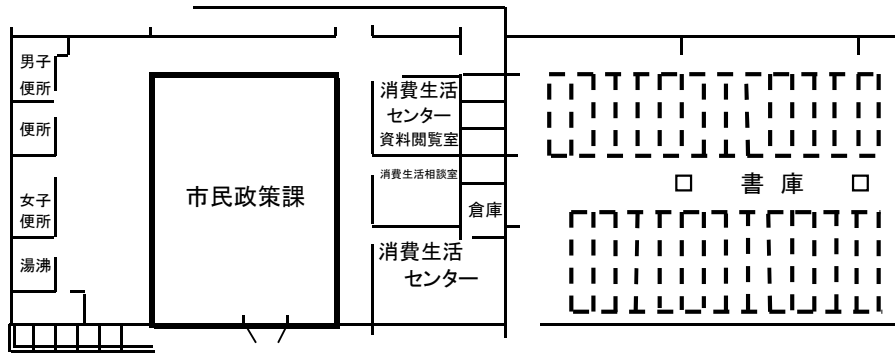 男子
便所
便所
女子
便所
湯沸
市民政策課
消費生活
センター
資料閲覧室
消費生活相談室
倉庫
消費生活
センター
書 庫